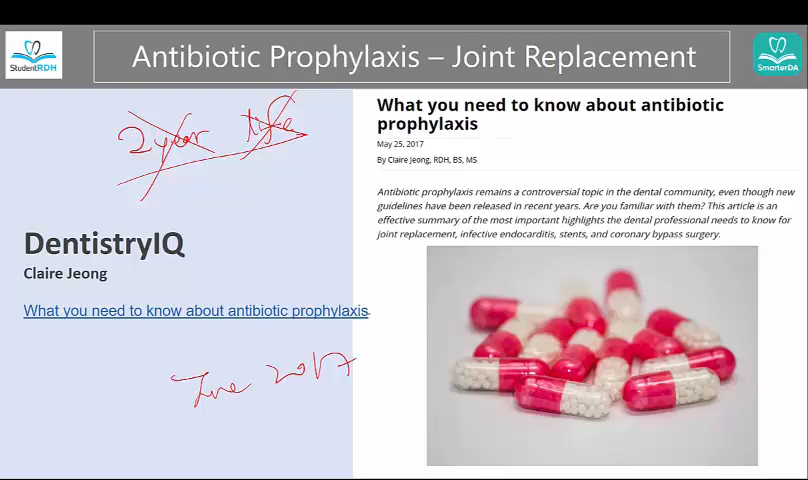 StudentRDH
Antibiotic Prophylaxis – Joint Replacement
SmarterDA
2 year life
DentistryIQ
Claire Jeong
What you need to know about antibiotic prophylaxis
June 2017
What you need to know about antibiotic
prophylaxis
May 25, 2017
By Claire Jeong, RDH, BS, MS
Antibiotic prophylaxis remains a controversial topic in the dental community, even though new
guidelines have been released in recent years. Are you familiar with them? This article is an
effective summary of the most important highlights the dental professional needs to know for
joint replacement, infective endocarditis, stents, and coronary bypass surgery.